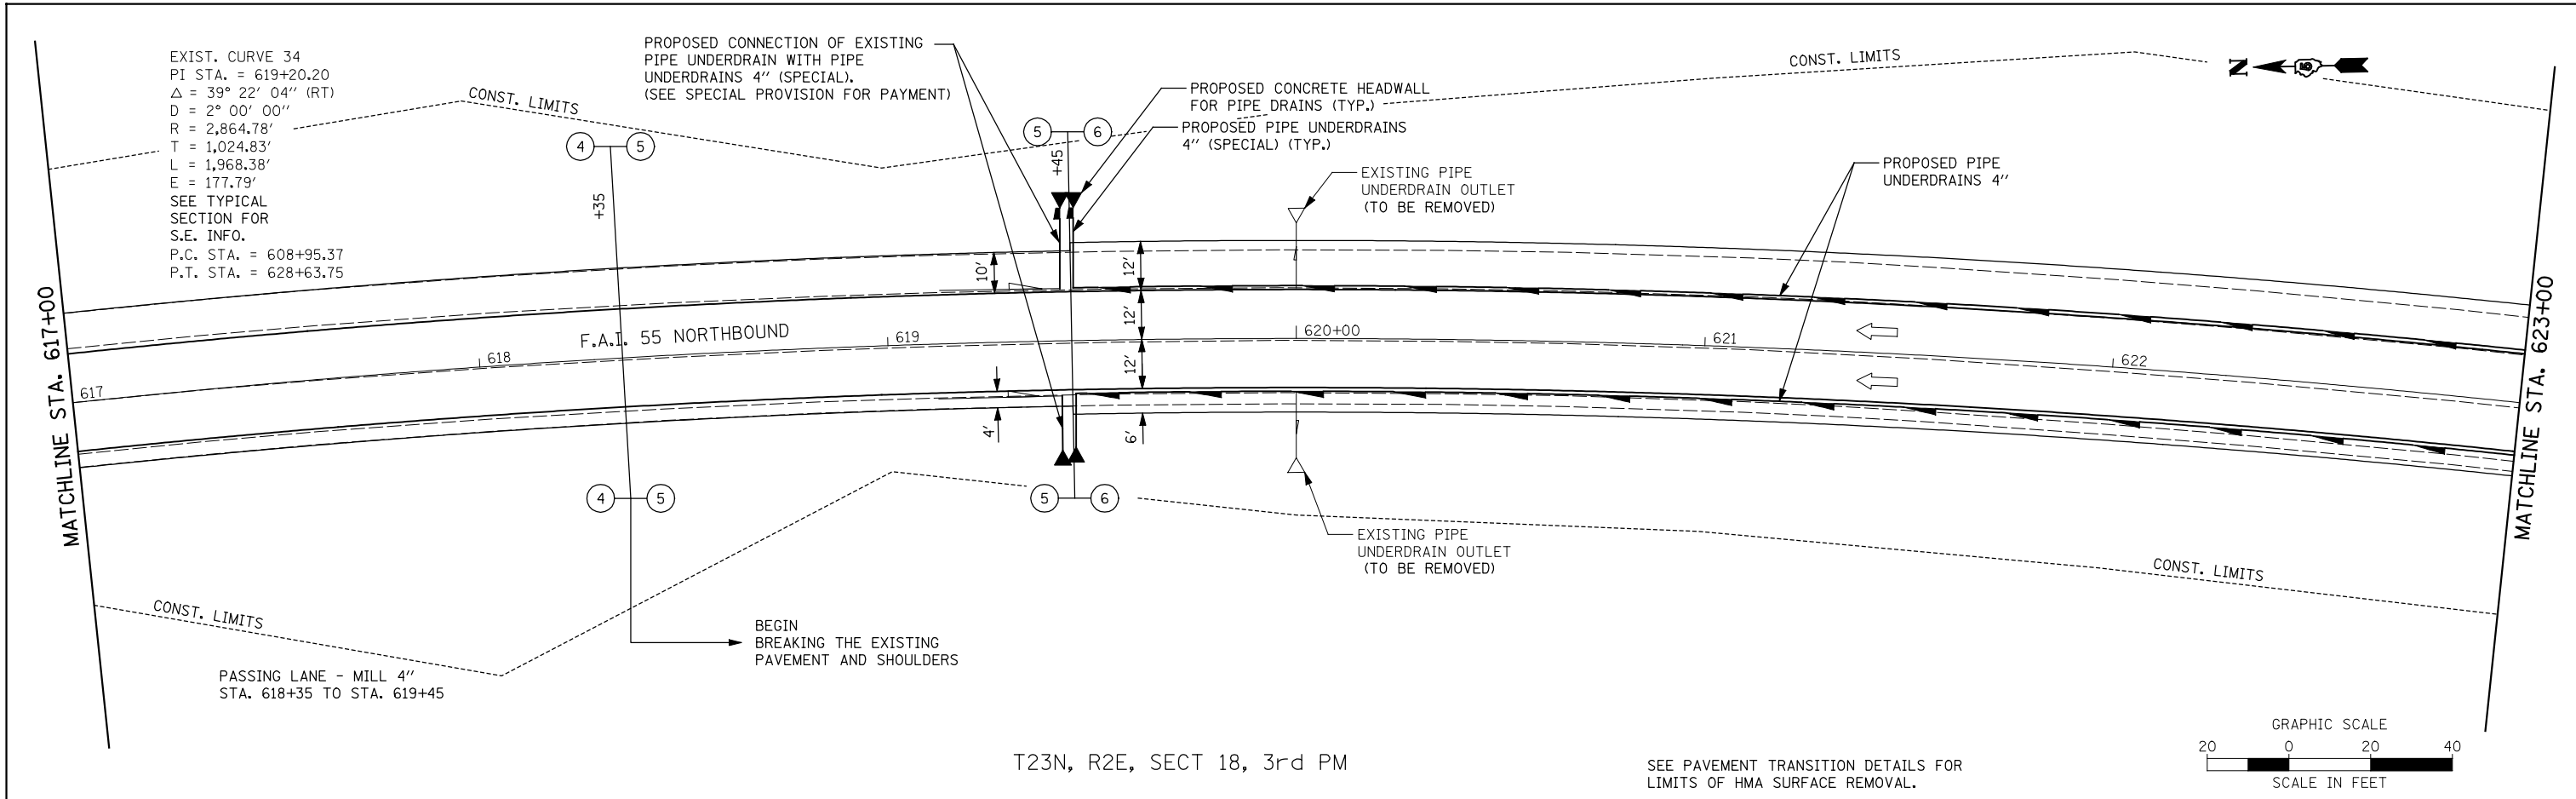 EXIST. CURVE 34
PI STA. = 619+20.20
△ = 39° 22' 04" (RT)
D = 2° 00' 00"
R = 2,864.78'
T = 1,024.83'
L = 1,968.38'
E = 177.79'
SEE TYPICAL
SECTION FOR
S.E. INFO.
P.C. STA. = 608+95.37
P.T. STA. = 628+63.75
CONST. LIMITS
PROPOSED CONNECTION OF EXISTING
PIPE UNDERDRAIN WITH PIPE
UNDERDRAINS 4" (SPECIAL).
(SEE SPECIAL PROVISION FOR PAYMENT)
PROPOSED CONCRETE HEADWALL
FOR PIPE DRAINS (TYP.)
PROPOSED PIPE UNDERDRAINS
4" (SPECIAL) (TYP.)
CONST. LIMITS
N
4 5
+35
5 6
+45
EXISTING PIPE
UNDERDRAIN OUTLET
(TO BE REMOVED)
PROPOSED PIPE
UNDERDRAINS 4"
MATCHLINE STA. 617+00
10'
12'
12'
12'
4'
6'
F.A.I. 55 NORTHBOUND
617
618
619
620+00
621
622
MATCHLINE STA. 623+00
4 5
5 6
EXISTING PIPE
UNDERDRAIN OUTLET
(TO BE REMOVED)
CONST. LIMITS
CONST. LIMITS
BEGIN
BREAKING THE EXISTING
PAVEMENT AND SHOULDERS
PASSING LANE - MILL 4"
STA. 618+35 TO STA. 619+45
T23N, R2E, SECT 18, 3rd PM
SEE PAVEMENT TRANSITION DETAILS FOR
LIMITS OF HMA SURFACE REMOVAL.
GRAPHIC SCALE
20 0 20 40
SCALE IN FEET